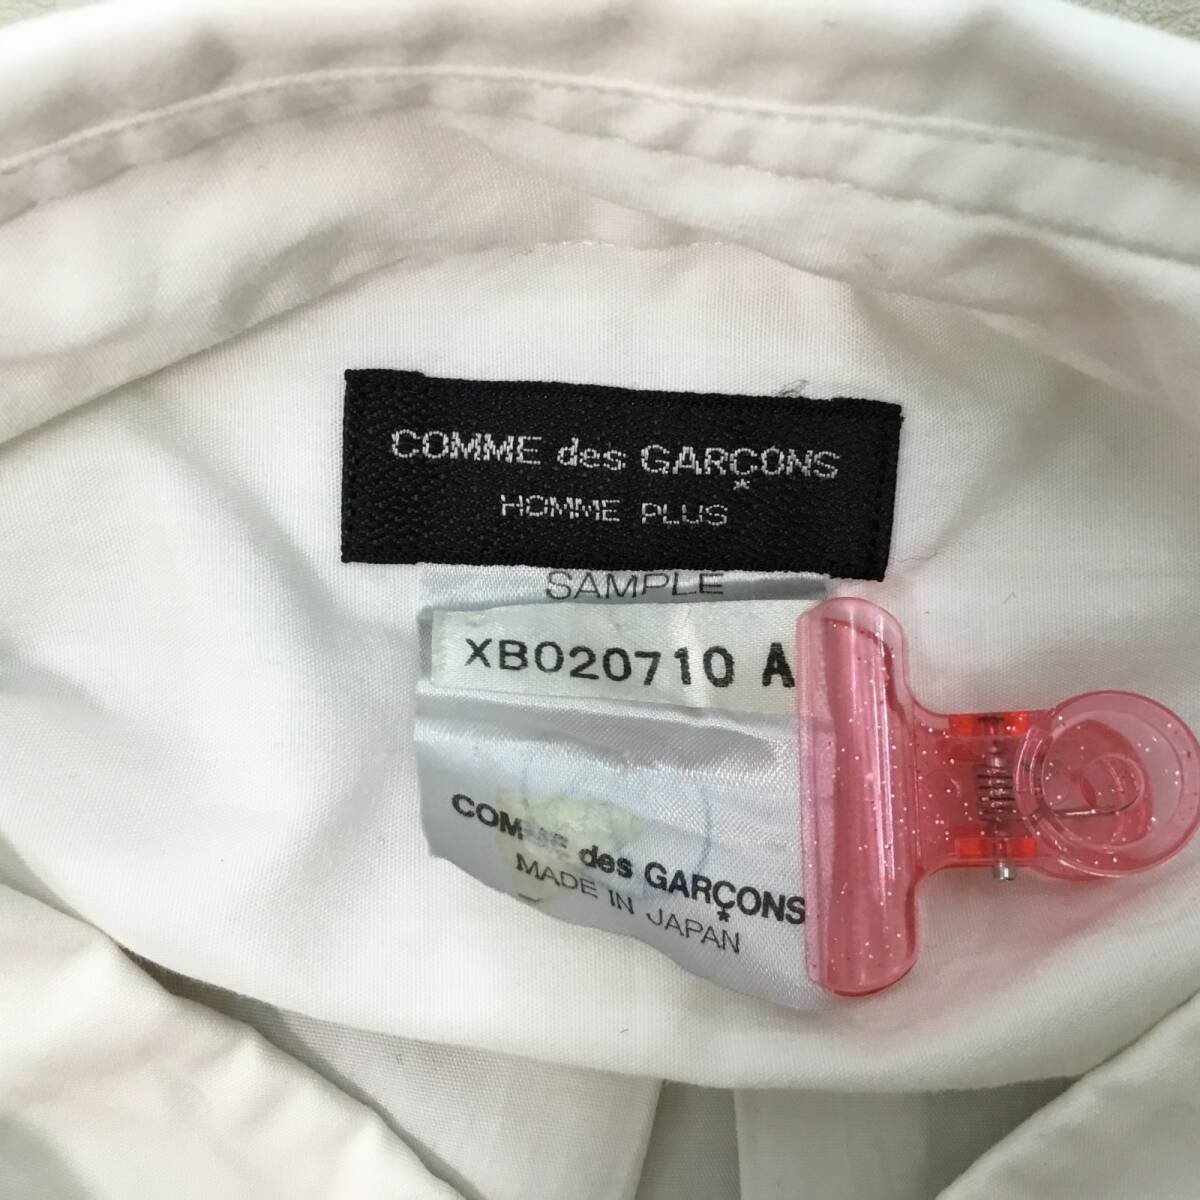 COMME des GARÇONS
HOMME PLUS
SAMPLE
XB020710 A
COMME des GARÇONS
MADE IN JAPAN